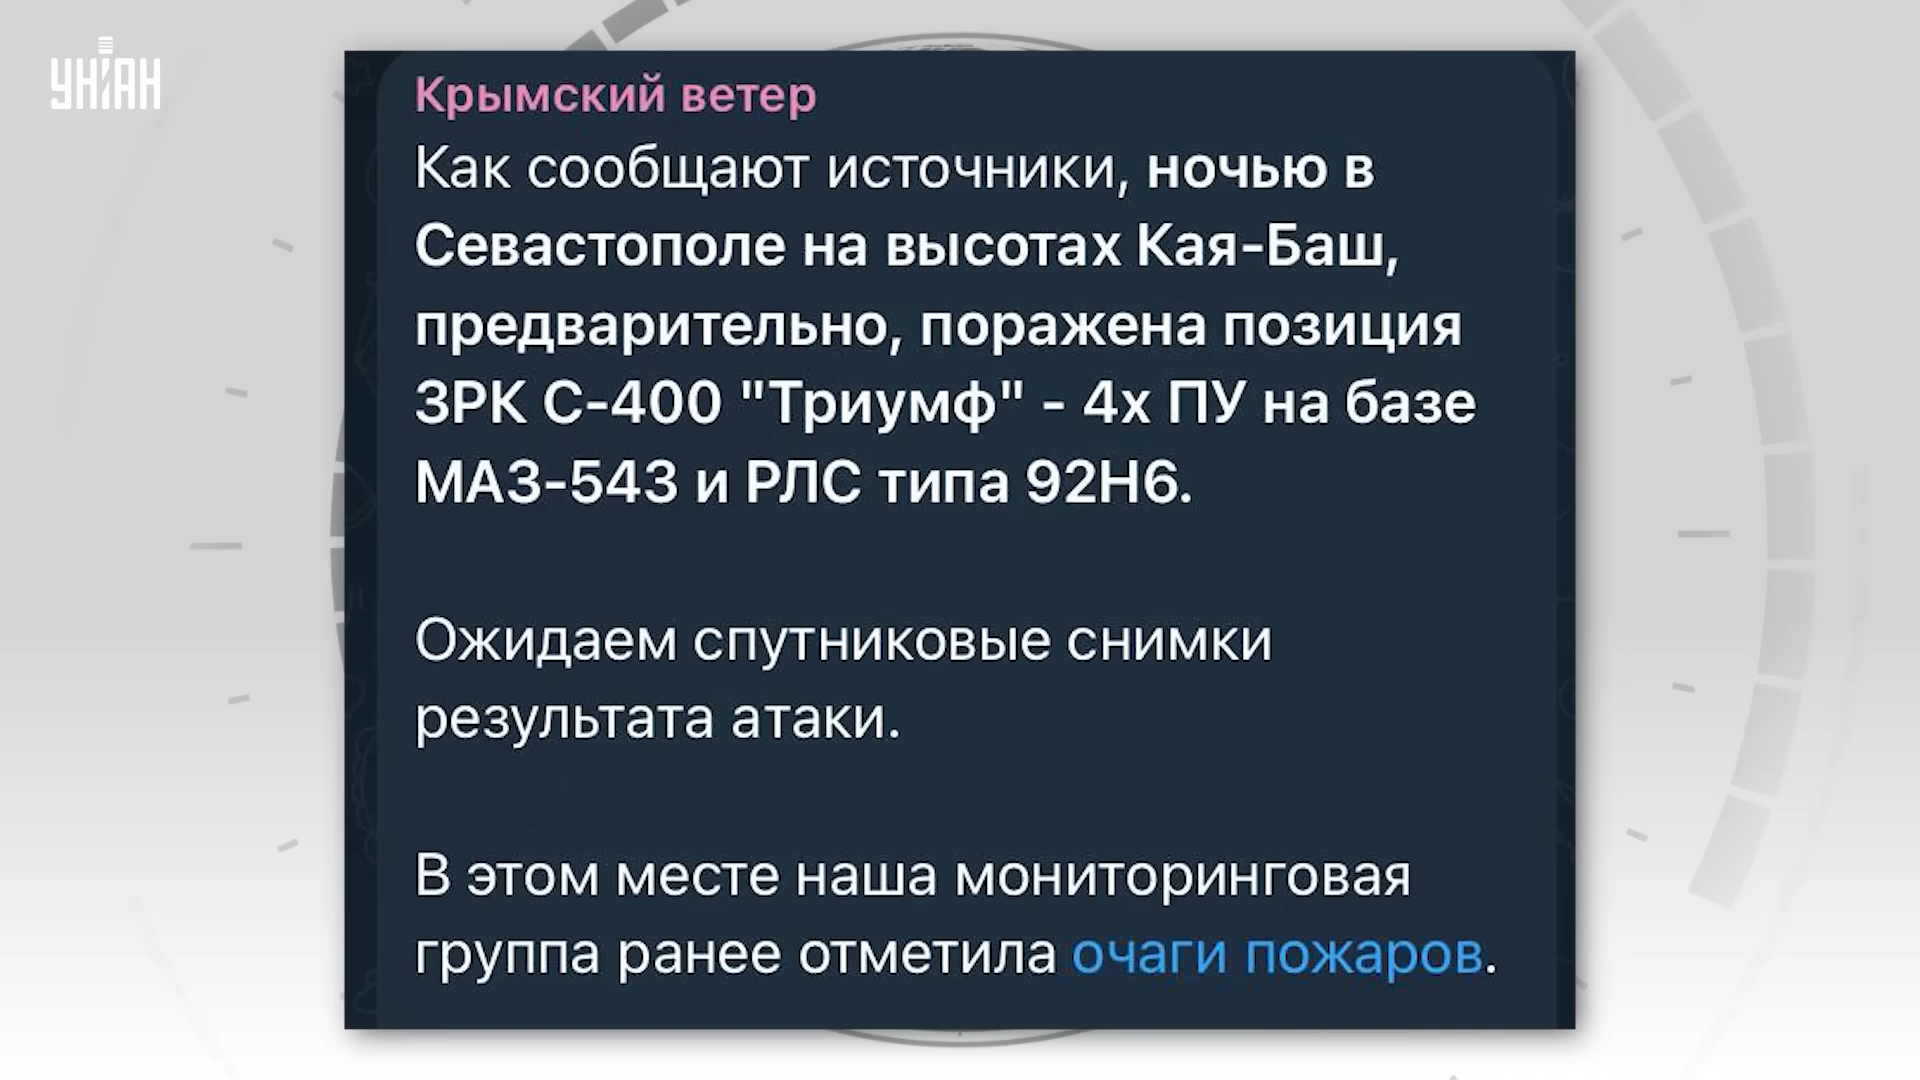 УНІАН
Крымский ветер
Как сообщают источники, ночью в
Севастополе на высотах Кая-Баш,
предварительно, поражена позиция
ЗРК С-400 "Триумф" - 4х ПУ на базе
МАЗ-543 и РЛС типа 92Н6.
Ожидаем спутниковые снимки
результата атаки.
В этом месте наша мониторинговая
группа ранее отметила очаги пожаров.